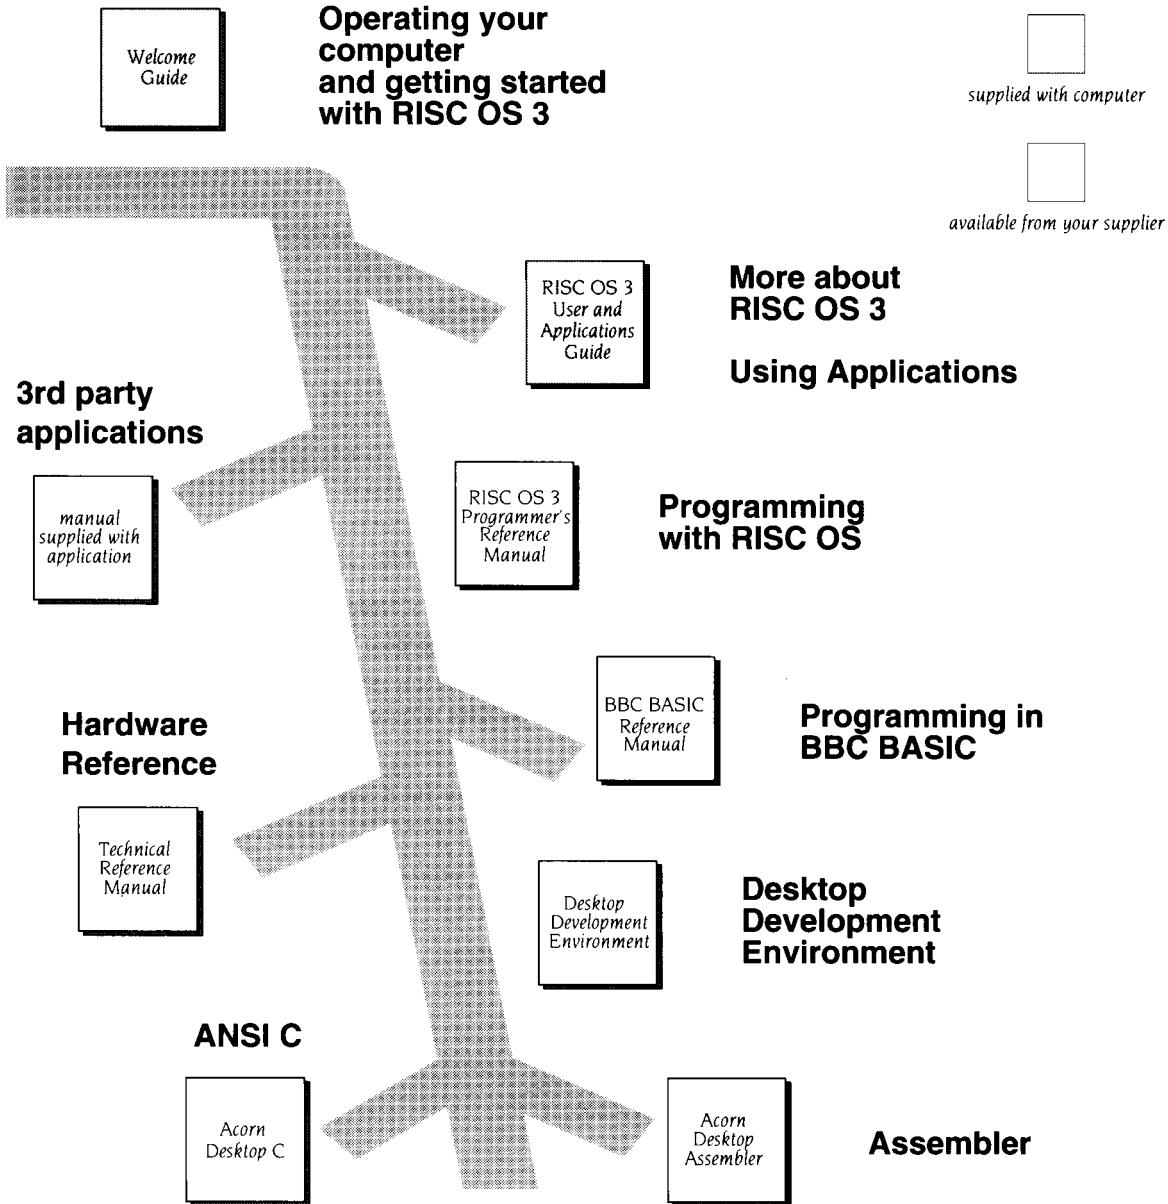 Welcome
Guide
Operating your
computer
and getting started
with RISC OS 3
supplied with computer
available from your supplier
RISC OS 3
User and
Applications
Guide
More about
RISC OS 3
Using Applications
3rd party
applications
manual
supplied with
application
RISC OS 3
Programmer's
Reference
Manual
Programming
with RISC OS
BBC BASIC
Reference
Manual
Programming in
BBC BASIC
Hardware
Reference
Technical
Reference
Manual
Desktop
Development
Environment
Desktop
Development
Environment
ANSI C
Acorn
Desktop C
Acorn
Desktop
Assembler
Assembler